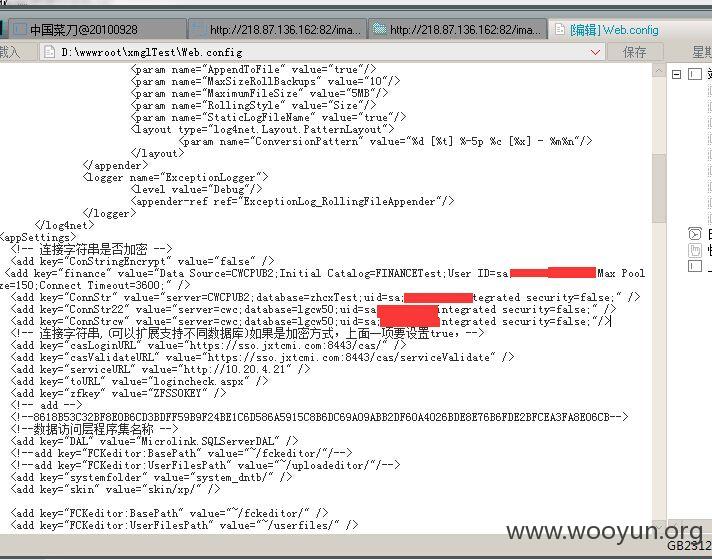 中国菜刀@20100928 http://218.87.136.162:82/ima... http://218.87.136.162:82/ima... [编辑] Web.config
载入 D:\wwwroot\xmglTest\Web.config 保存 星期
<param name="AppendToFile" value="true"/>
<param name="MaxSizeRollBackups" value="10"/>
<param name="MaximumFileSize" value="5MB"/>
<param name="RollingStyle" value="Size"/>
<param name="StaticLogFileName" value="true"/>
<layout type="log4net.Layout.PatternLayout">
<param name="ConversionPattern" value="%d [%t] %-5p %c [%x] - %m%n"/>
</layout>
</appender>
<logger name="ExceptionLogger">
<level value="Debug"/>
<appender-ref ref="ExceptionLog_RollingFileAppender"/>
</logger>
</log4net>
<appSettings>
<!-- 连接字符串是否加密 -->
<add key="ConStringEncrypt" value="false" />
<add key="finance" value="Data Source=CWCPUB2;Initial Catalog=FINANCETest;User ID=sa; Max Pool
ze=150;Connect Timeout=3600;" />
<add key="ConnStr" value="server=CWCPUB2;database=zhcxTest;uid=sa; tegrated security=false;" />
<add key="ConnStr22" value="server=cwc;database=lgcw50;uid=sa; integrated security=false;" />
<add key="ConnStrcw" value="server=cwc;database=lgcw50;uid=sa; integrated security=false;"/>
<!-- 连接字符串,(可以扩展支持不同数据库)如果是加密方式,上面一项要设置true, -->
<add key="casLoginURL" value="https://sso.jxtcmi.com:8443/cas/" />
<add key="casValidateURL" value="https://sso.jxtcmi.com:8443/cas/serviceValidate" />
<add key="serviceURL" value="http://10.20.4.21" />
<add key="toURL" value="logincheck.aspx" />
<add key="zfkey" value="ZFSSOKEY" />
<!-- add -->
<!--8618B53C32BF8E0B6CD3BDFF59B9F24BE1C6D586A5915C8B6DC69A09ABB2DF60A4026BDE8E76B6FDE2BFCEA3FA8E06CB-->
<!--数据访问层程序集名称 -->
<add key="DAL" value="Microlink.SQLServerDAL" />
<!--add key="FCKeditor:BasePath" value="~/fckeditor/"/-->
<!--add key="FCKeditor:UserFilesPath" value="~/uploadeditor/"/-->
<add key="systemfolder" value="system_dntb/" />
<add key="skin" value="skin/xp/" />
<add key="FCKeditor:BasePath" value="~/fckeditor/" />
<add key="FCKeditor:UserFilesPath" value="~/userfiles/" />
www.wooyun.org
GB2312